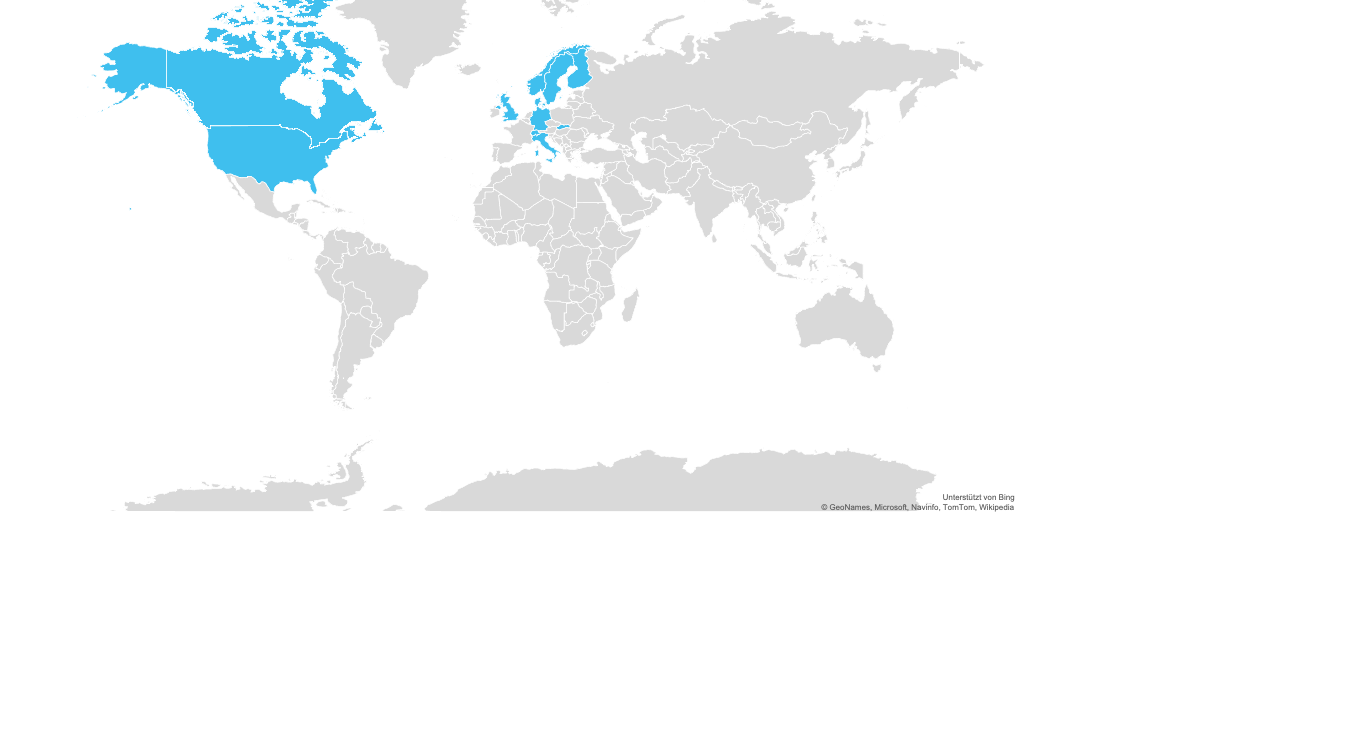 Unterstützt von Bing
© GeoNames, Microsoft, Navinfo, TomTom, Wikipedia